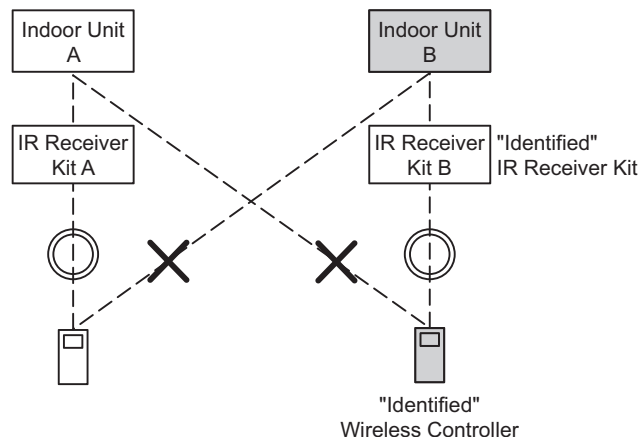 Indoor Unit
A
Indoor Unit
B
IR Receiver
Kit A
IR Receiver
Kit B
"Identified"
IR Receiver Kit
"Identified"
Wireless Controller